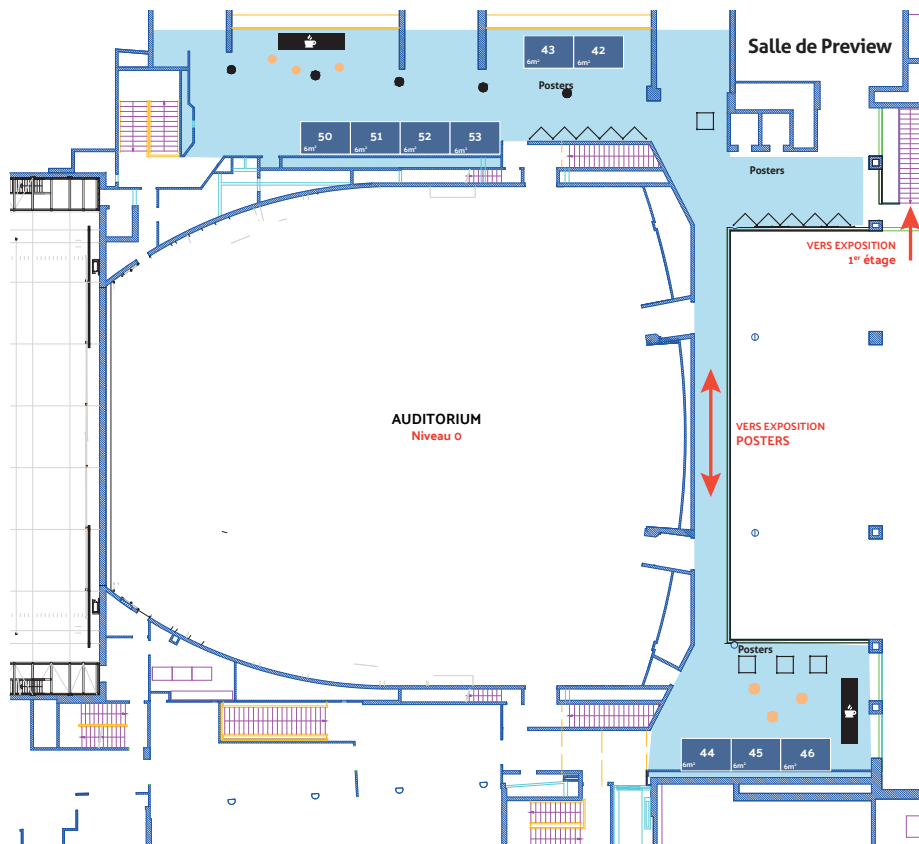 43
6m²
42
6m²
Salle de Preview
Posters
50
6m²
51
6m²
52
6m²
53
6m²
Posters
VERS EXPOSITION
1er étage
AUDITORIUM
Niveau 0
VERS EXPOSITION
POSTERS
Posters
44
6m²
45
6m²
46
6m²